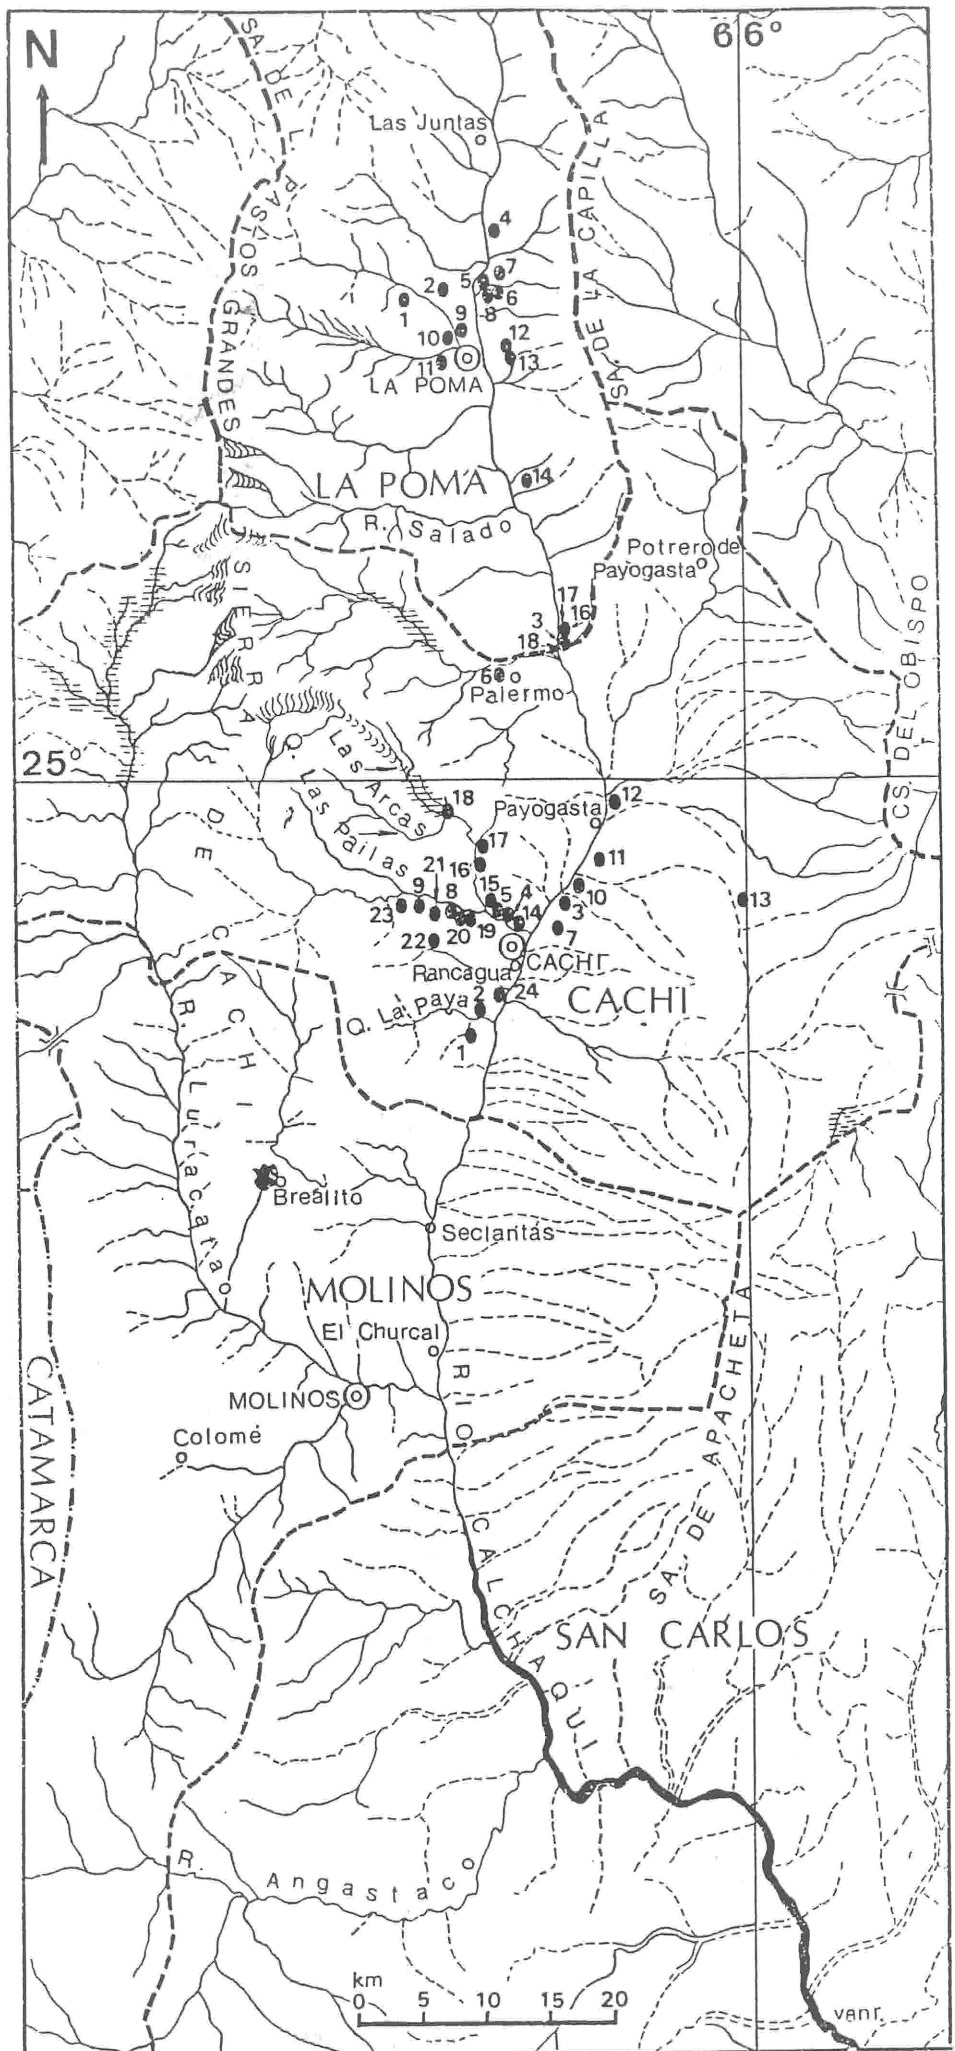 N
66°
SA. DE L. PASTOS GRANDES
Las Juntas
SA. DE LA CAPILLA
4
7
5
2
6
8
1
9
10
12
11
13
LA POMA
LA POMA
14
R. Salado
Potrero de
Payogasta
17
3
16
18
6
Palermo
SIERRA DE CACHI
CS. DEL OBISPO
25°
Q. Las Arcas
Las Pailas
18
Payogasta
12
17
11
21
16
9
8
15
5
4
10
13
23
14
3
22
20
19
7
CACHI
Rancagua
Q. La Paya
2
24
CACHI
1
R. Luracatao
Brealito
Seclantás
MOLINOS
El Churcal
SA. DE APACHETA
MOLINOS
Colomé
CATAMARCA
RIO CALCHAQUI
SAN CARLOS
R. Angastaco
km
0 5 10 15 20
vanr.